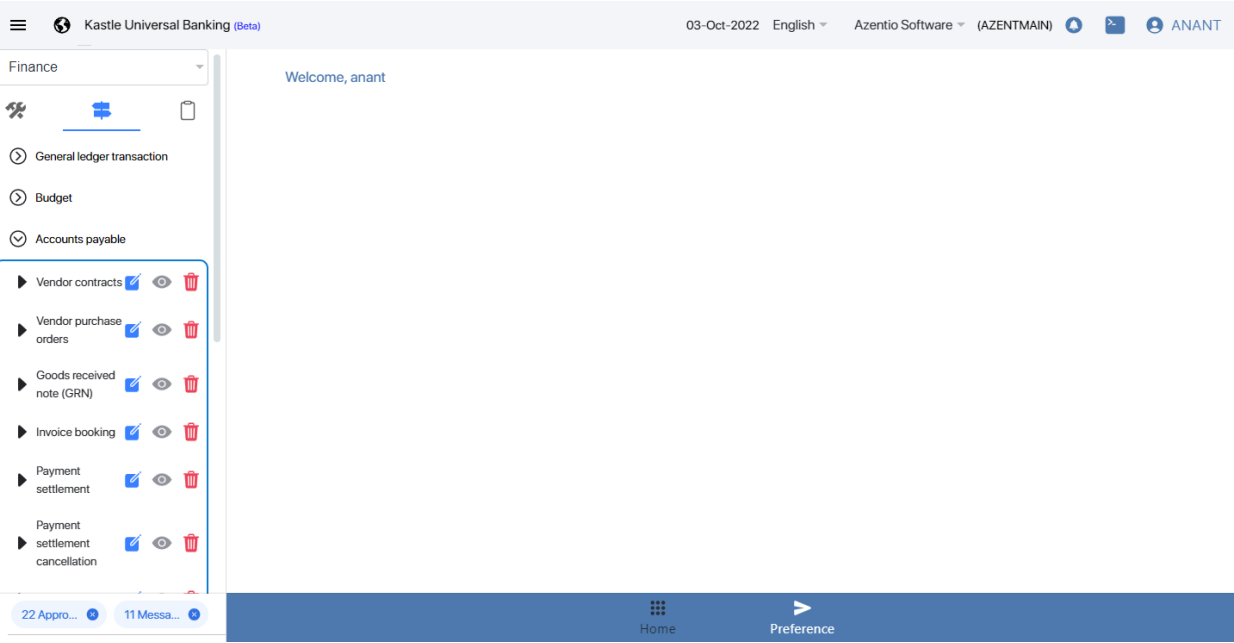 Kastle Universal Banking (Beta)
03-Oct-2022 English Azentio Software (AZENTMAIN) ANANT
Finance
Welcome, anant
General ledger transaction
Budget
Accounts payable
Vendor contracts
Vendor purchase
orders
Goods received
note (GRN)
Invoice booking
Payment
settlement
Payment
settlement
cancellation
22 Appro...
11 Messa...
Home
Preference